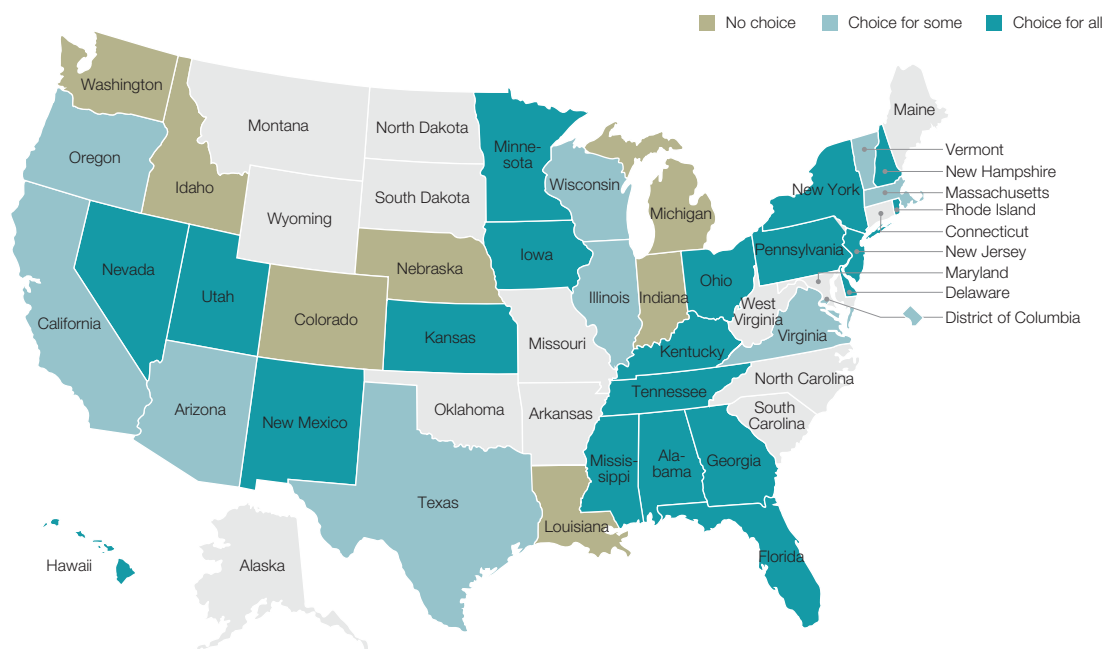 No choice
Choice for some
Choice for all
Washington
Montana
North Dakota
Minne-
sota
Maine
Oregon
Idaho
Wyoming
South Dakota
Wisconsin
Michigan
New York
Vermont
New Hampshire
Massachusetts
Rhode Island
Connecticut
New Jersey
Maryland
Delaware
District of Columbia
Nevada
Utah
Colorado
Nebraska
Iowa
Illinois
Indiana
Ohio
Pennsylvania
California
Kansas
Missouri
West
Virginia
Virginia
Kentucky
Arizona
New Mexico
Oklahoma
Arkansas
Tennessee
North Carolina
South
Carolina
Texas
Louisiana
Missis-
sippi
Ala-
bama
Georgia
Florida
Hawaii
Alaska